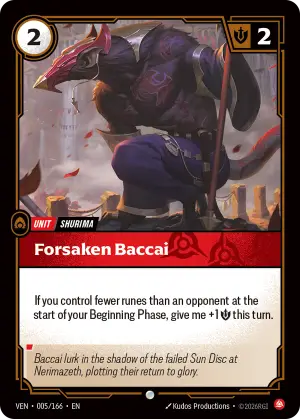 2
2
UNIT SHURIMA
Forsaken Baccai
If you control fewer runes than an opponent at the
start of your Beginning Phase, give me +1 this turn.
Baccai lurk in the shadow of the failed Sun Disc at
Nerimazeth, plotting their return to glory.
VEN • 005/166 • EN Kudos Productions ©2026RGI